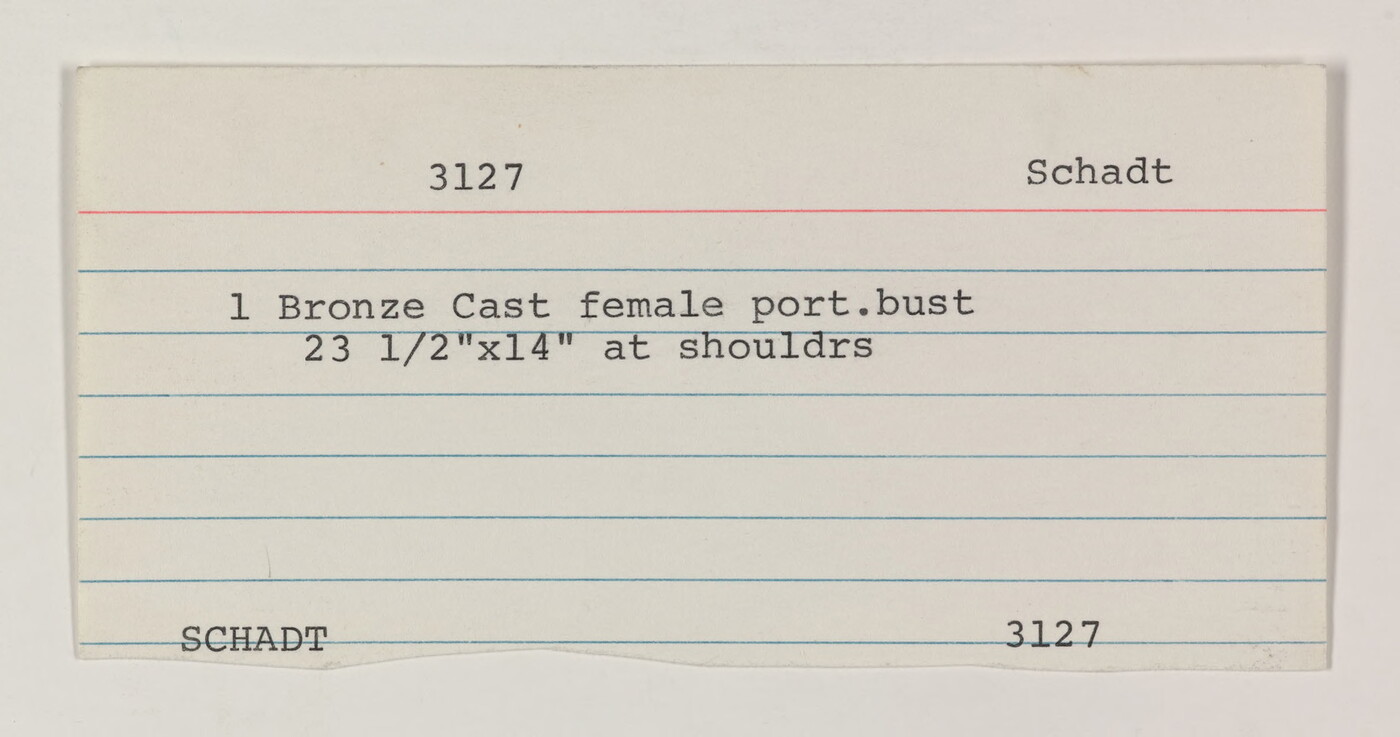 3127 Schadt
1 Bronze Cast female port.bust
23 1/2"x14" at shouldrs
SCHADT 3127